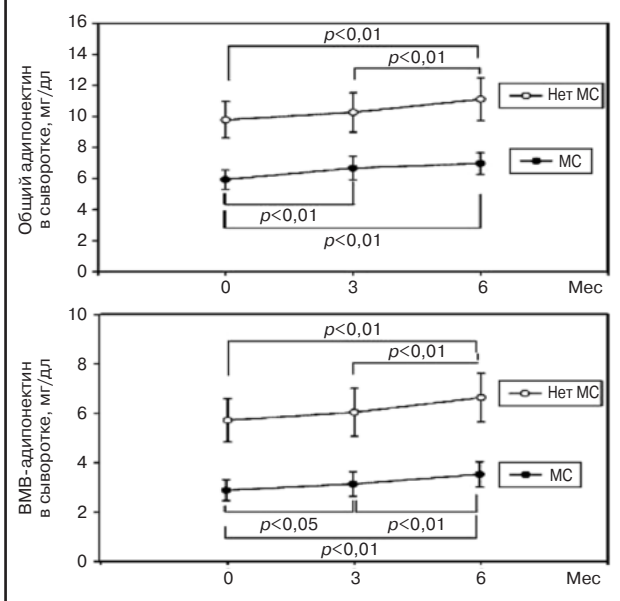 Общий адипонектин
в сыворотке, мг/дл
16
14
12
10
8
6
4
2
0
p<0,01
p<0,01
Нет МС
МС
p<0,01
p<0,01
0 3 6 Мес
ВМВ-адипонектин
в сыворотке, мг/дл
10
8
6
4
2
0
p<0,01
p<0,01
Нет МС
МС
p<0,05 p<0,01
p<0,01
0 3 6 Мес